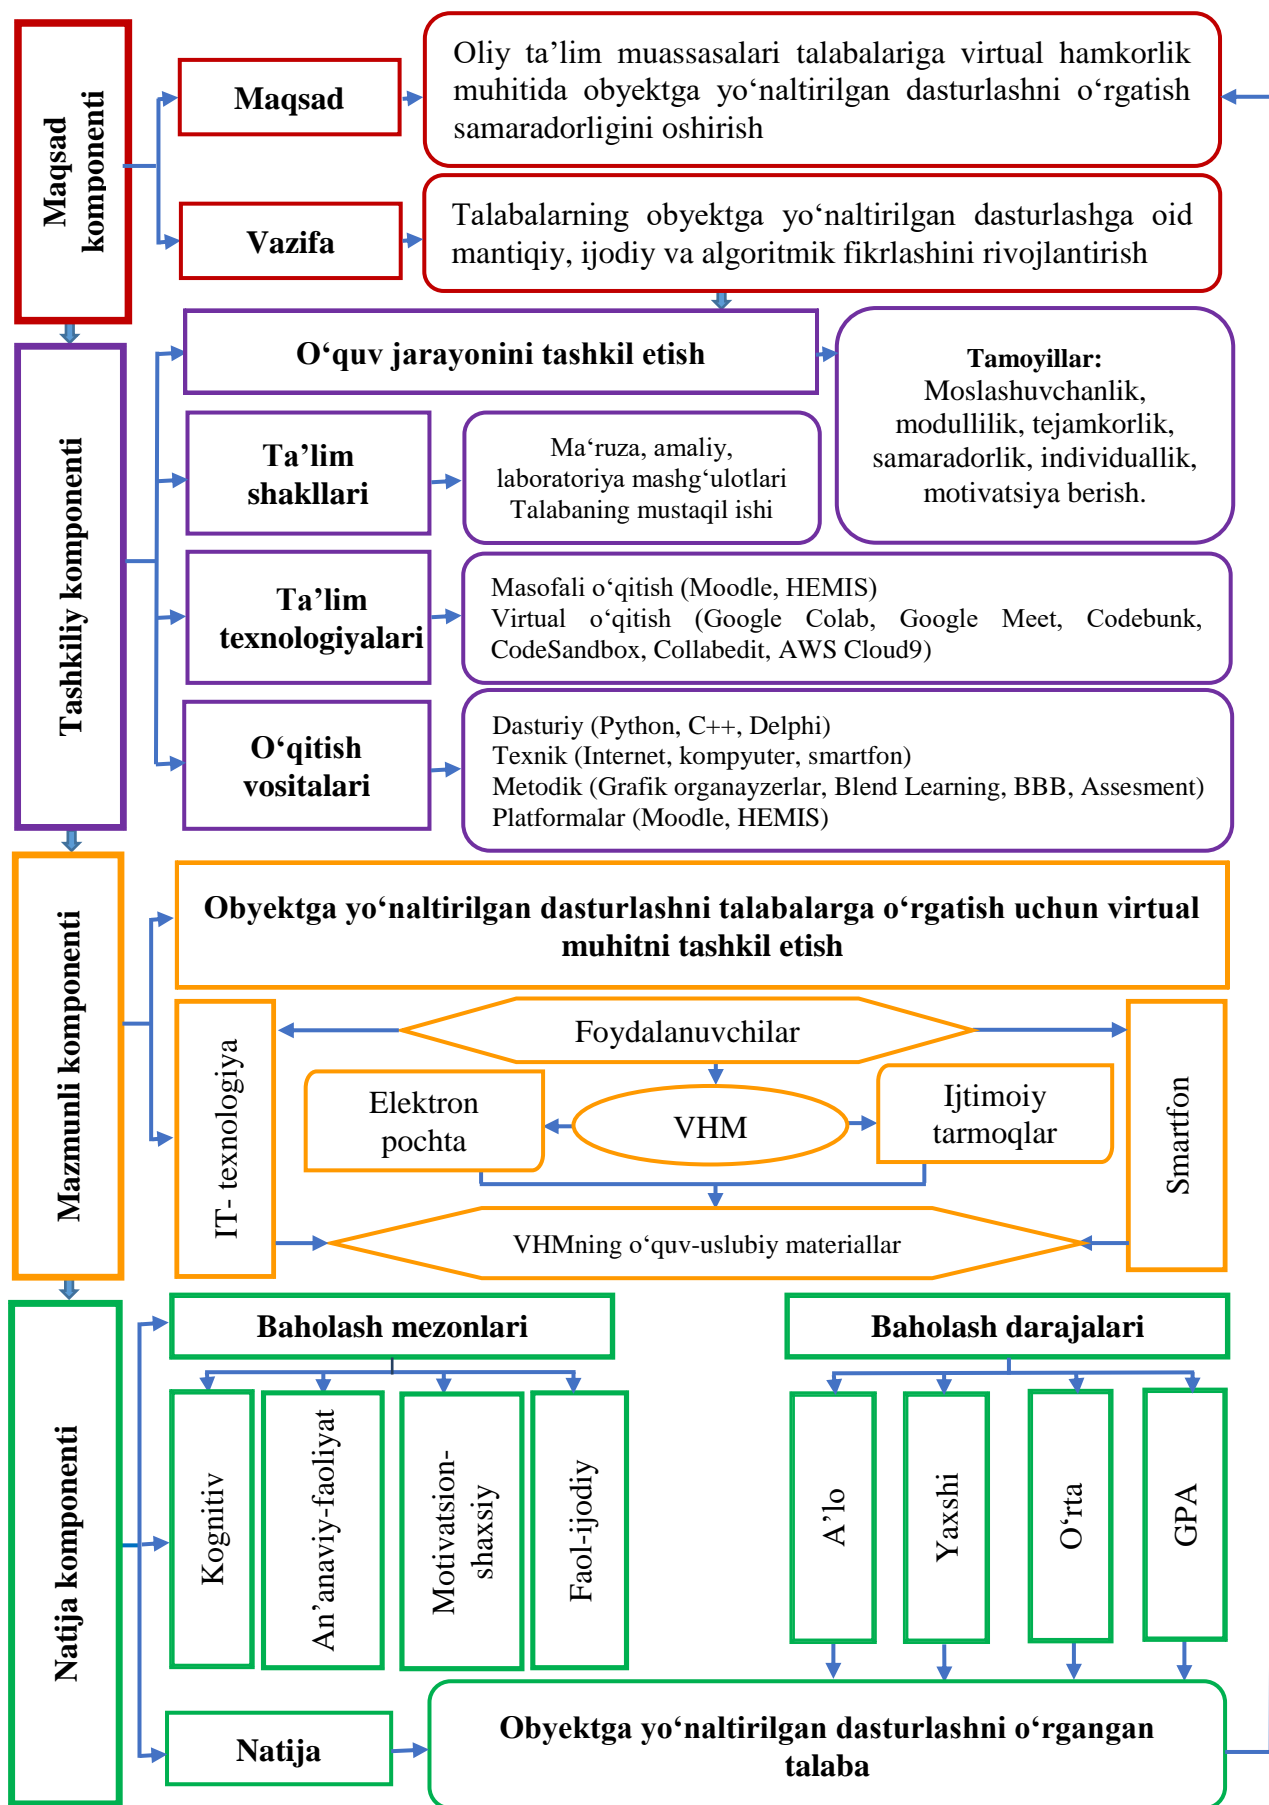 Maqsad
komponenti
Maqsad
Oliy ta’lim muassasalari talabalariga virtual hamkorlik
muhitida obyektga yo‘naltirilgan dasturlashni o‘rgatish
samaradorligini oshirish
Vazifa
Talabalarning obyektga yo‘naltirilgan dasturlashga oid
mantiqiy, ijodiy va algoritmik fikrlashini rivojlantirish
Tashkiliy komponenti
O‘quv jarayonini tashkil etish
Tamoyillar:
Moslashuvchanlik,
modullilik, tejamkorlik,
samaradorlik, individuallik,
motivatsiya berish.
Ta’lim
shakllari
Ma‘ruza, amaliy,
laboratoriya mashg‘ulotlari
Talabaning mustaqil ishi
Ta’lim
texnologiyalari
Masofali o‘qitish (Moodle, HEMIS)
Virtual o‘qitish (Google Colab, Google Meet, Codebunk,
CodeSandbox, Collabedit, AWS Cloud9)
O‘qitish
vositalari
Dasturiy (Python, C++, Delphi)
Texnik (Internet, kompyuter, smartfon)
Metodik (Grafik organayzerlar, Blend Learning, BBB, Assesment)
Platformalar (Moodle, HEMIS)
Mazmunli komponenti
Obyektga yo‘naltirilgan dasturlashni talabalarga o‘rgatish uchun virtual
muhitni tashkil etish
IT- texnologiya
Foydalanuvchilar
Elektron
pochta
VHM
Ijtimoiy
tarmoqlar
Smartfon
VHMning o‘quv-uslubiy materiallar
Natija komponenti
Baholash mezonlari
Baholash darajalari
Kognitiv
An’anaviy-faoliyat
Motivatsion-
shaxsiy
Faol-ijodiy
A’lo
Yaxshi
O‘rta
GPA
Natija
Obyektga yo‘naltirilgan dasturlashni o‘rgangan
talaba